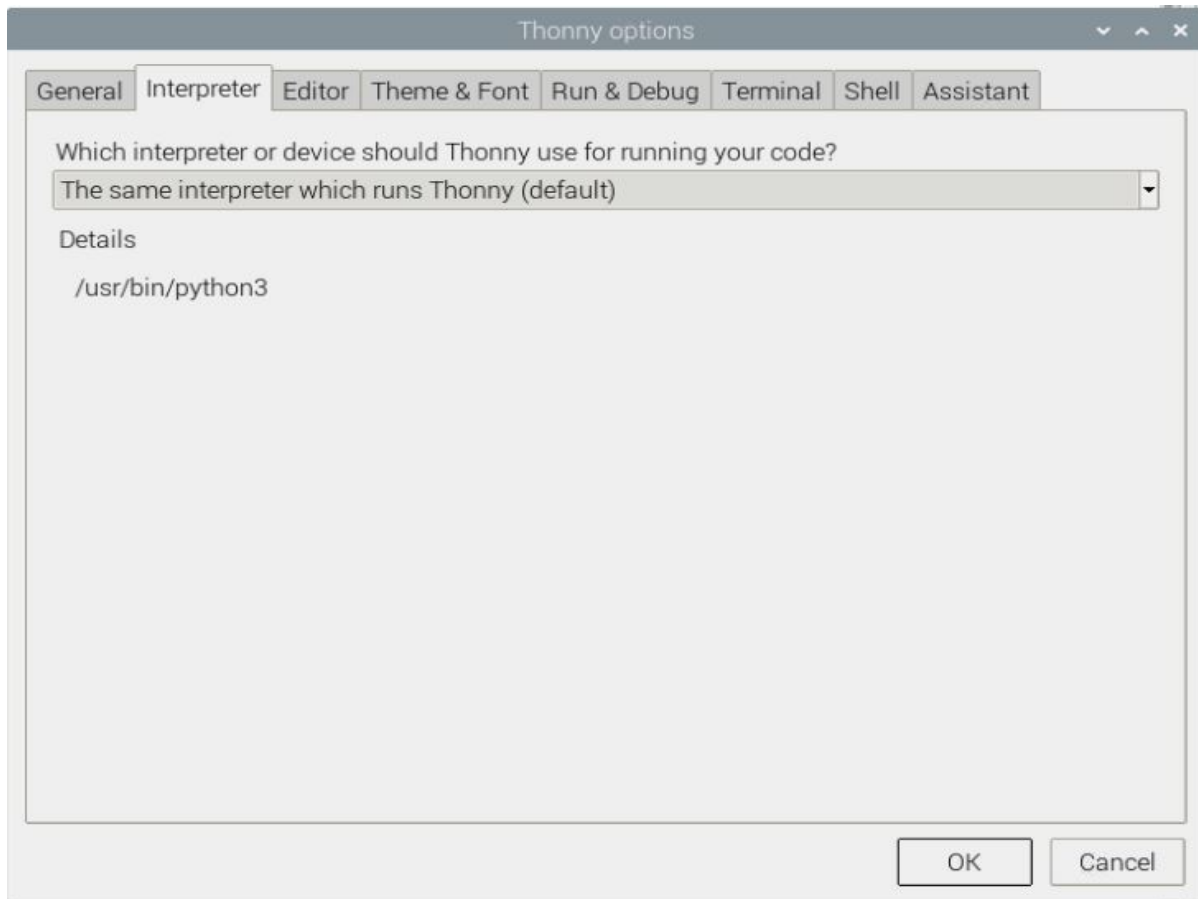 Thonny options
General Interpreter Editor Theme & Font Run & Debug Terminal Shell Assistant
Which interpreter or device should Thonny use for running your code?
The same interpreter which runs Thonny (default)
Details
/usr/bin/python3
OK Cancel